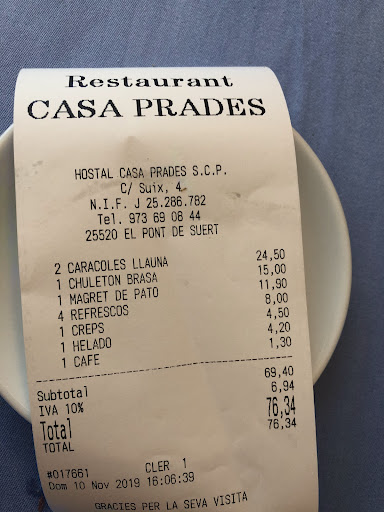 Restaurant
CASA PRADES
HOSTAL CASA PRADES S.C.P.
C/ Suix, 4
N.I.F. J 25.286.782
Tel. 973 69 08 44
25520 EL PONT DE SUERT
2 CARACOLES LLAUNA 24,50
1 CHULETON BRASA 15,00
1 MAGRET DE PATO 11,90
4 REFRESCOS 8,00
1 CREPS 4,50
1 HELADO 4,20
1 CAFE 1,30
Subtotal 69,40
IVA 10% 6,94
Total 76,34
TOTAL 76,34
#017661 CLER 1
Dom 10 Nov 2019 16:06:39
GRACIES PER LA SEVA VISITA